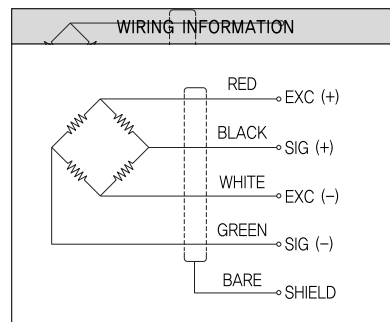 WIRING INFORMATION
RED EXC (+)
BLACK SIG (+)
WHITE EXC (-)
GREEN SIG (-)
BARE SHIELD